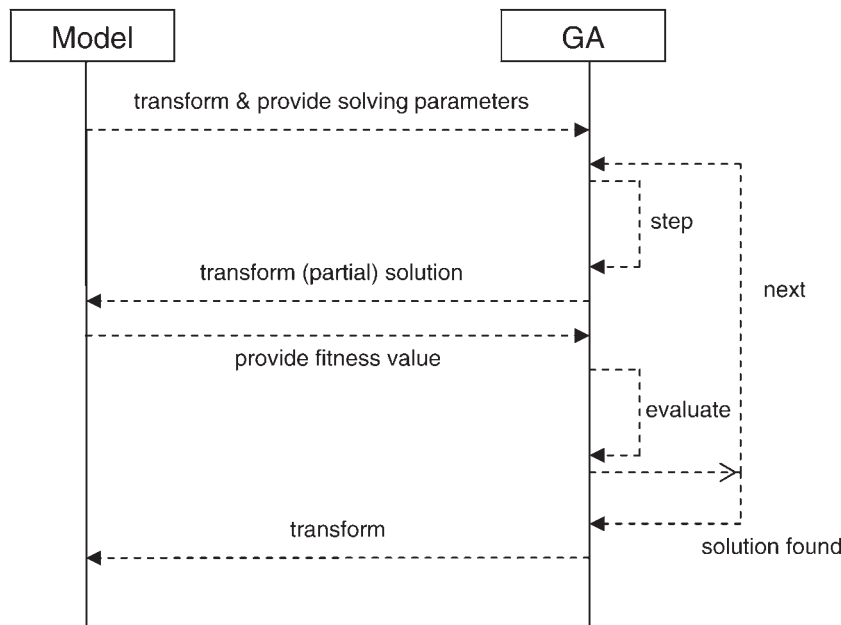 Model
GA
transform & provide solving parameters
step
transform (partial) solution
next
provide fitness value
evaluate
transform
solution found